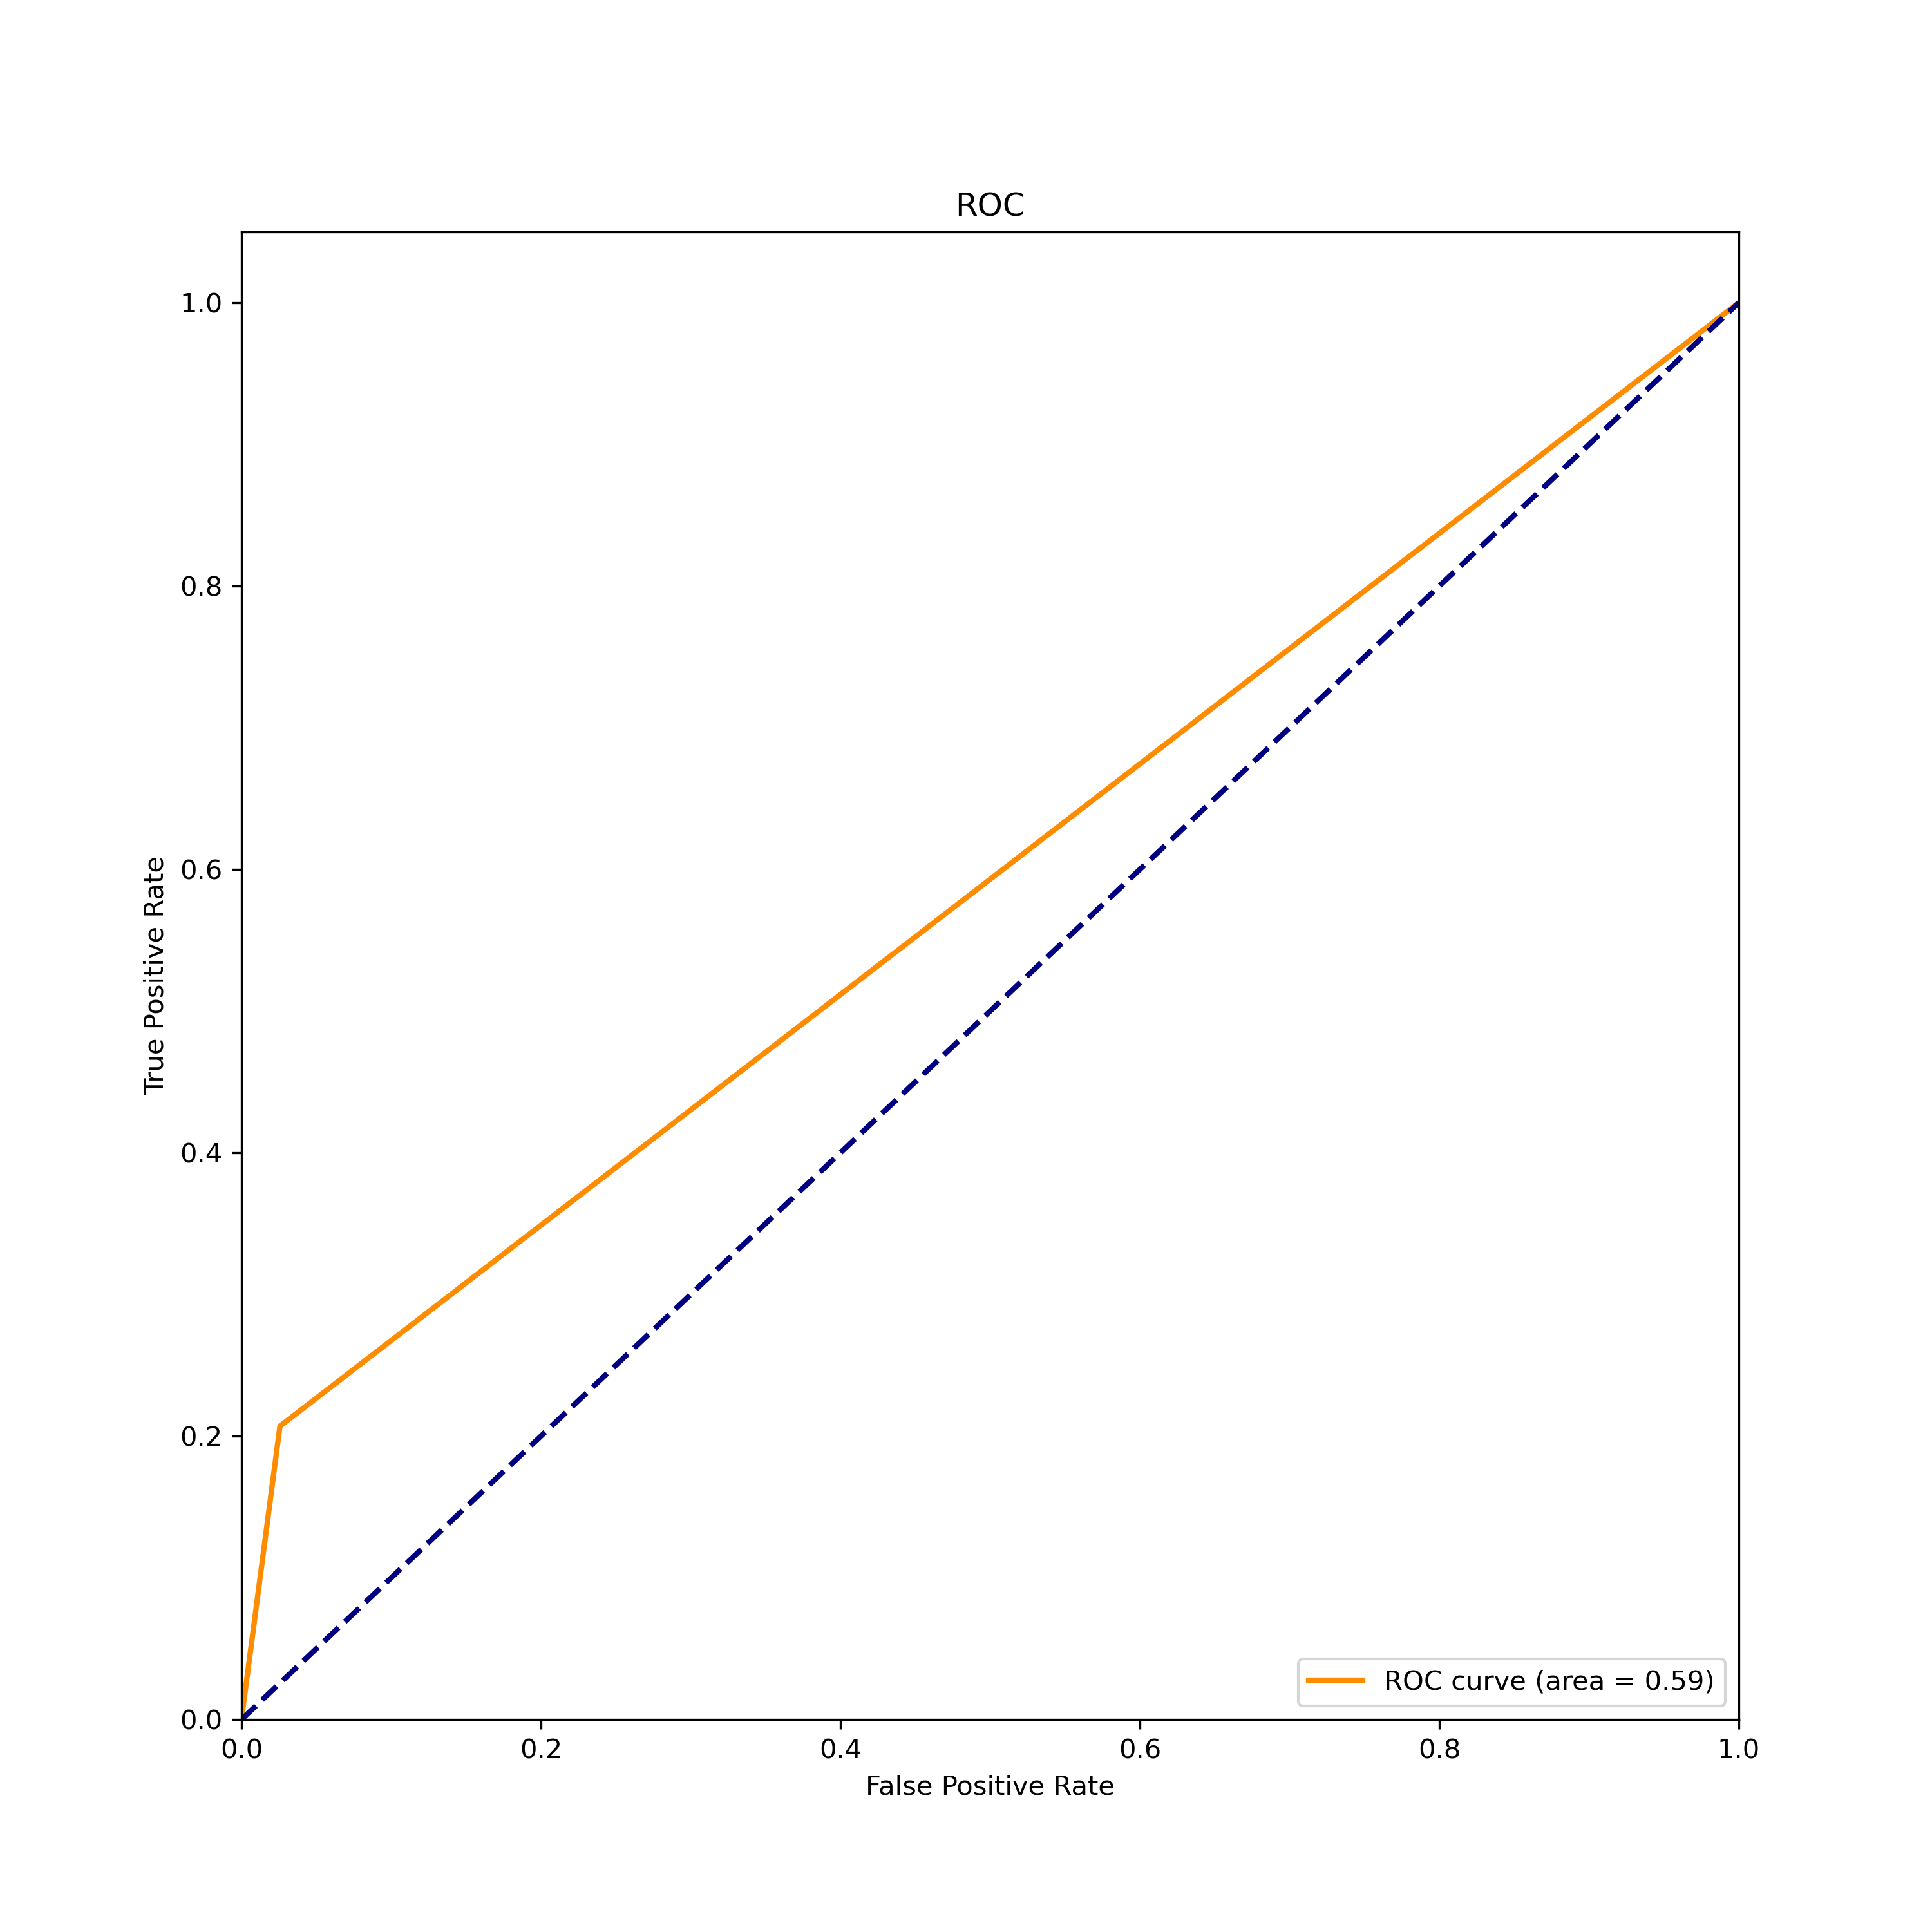 ROC
1.0
0.8
0.6
0.4
0.2
0.0
True Positive Rate
0.0 0.2 0.4 0.6 0.8 1.0
False Positive Rate
ROC curve (area = 0.59)